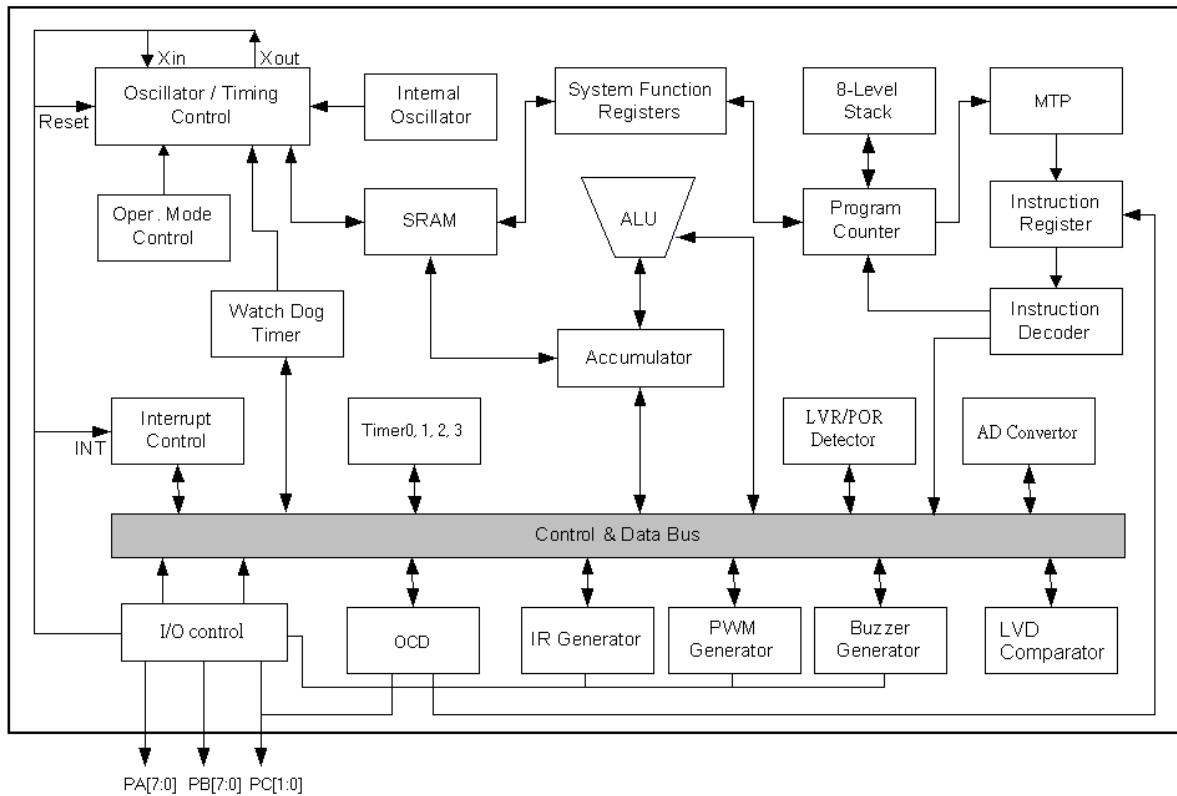 Xin
Xout
Oscillator / Timing
Control
Reset
Internal
Oscillator
System Function
Registers
8-Level
Stack
MTP
Oper. Mode
Control
SRAM
ALU
Program
Counter
Instruction
Register
Watch Dog
Timer
Instruction
Decoder
Accumulator
Interrupt
Control
INT
Timer0, 1, 2, 3
LVR/POR
Detector
AD Convertor
Control & Data Bus
I/O control
OCD
IR Generator
PWM
Generator
Buzzer
Generator
LVD
Comparator
PA[7:0]
PB[7:0]
PC[1:0]